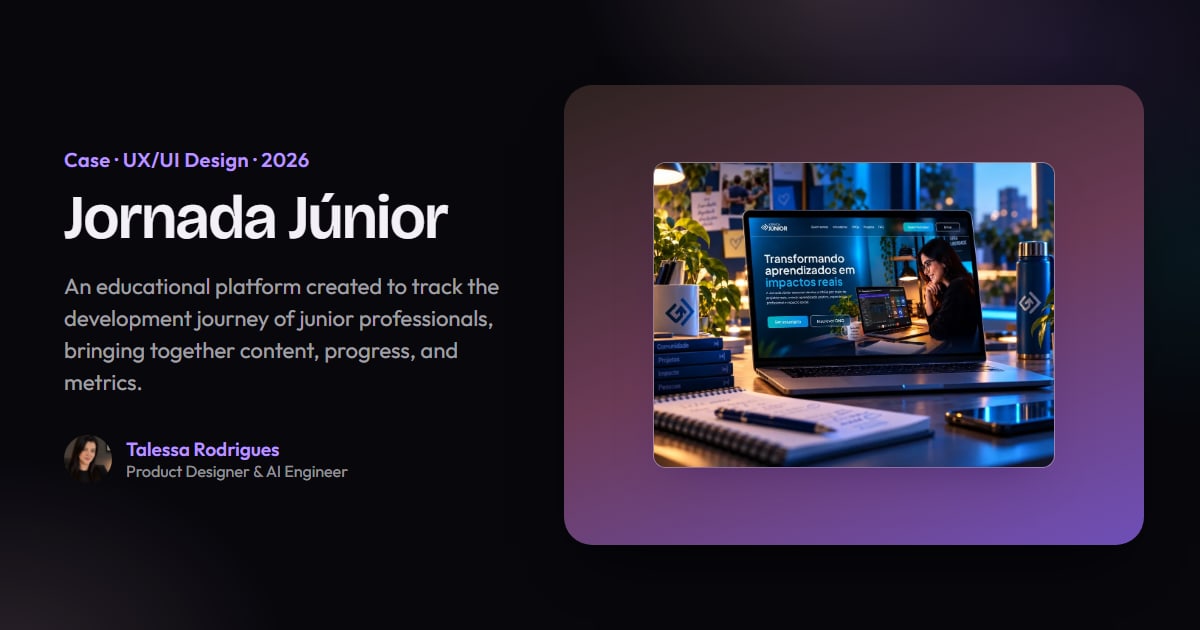 Case · UX/UI Design · 2026
Jornada Júnior
An educational platform created to track the
development journey of junior professionals,
bringing together content, progress, and
metrics.
Talessa Rodrigues
Product Designer & AI Engineer
JÚNIOR
Transformando
aprendizados em
impactos reais
Comunidade
Projetos
Impacto
Pessoas